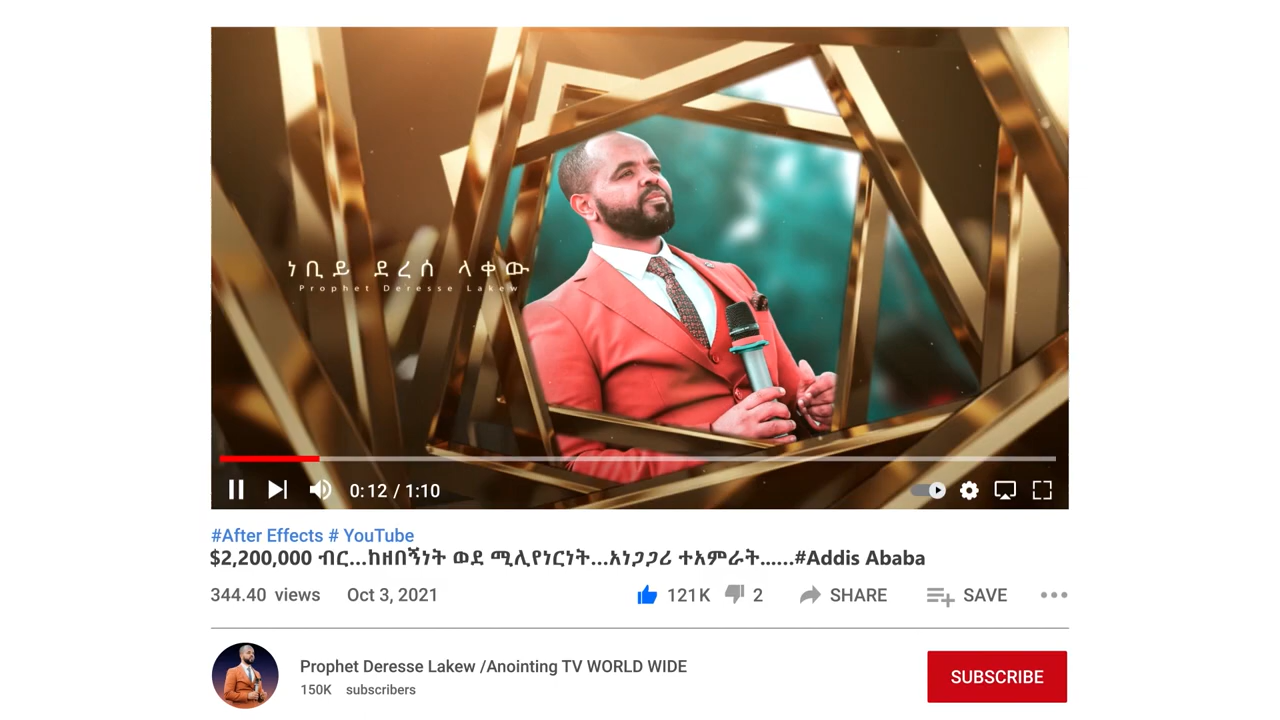 ነቢይ ደረሰ ላቀው
Prophet Deresse Lakew
0:12 / 1:10
#After Effects # YouTube
$2,200,000 ብር...ከዘበኝነት ወደ ሚሊየነርነት...አነጋጋሪ ተአምራት......#Addis Ababa
344.40 views Oct 3, 2021 121K 2 SHARE SAVE
Prophet Deresse Lakew /Anointing TV WORLD WIDE
150K subscribers
SUBSCRIBE